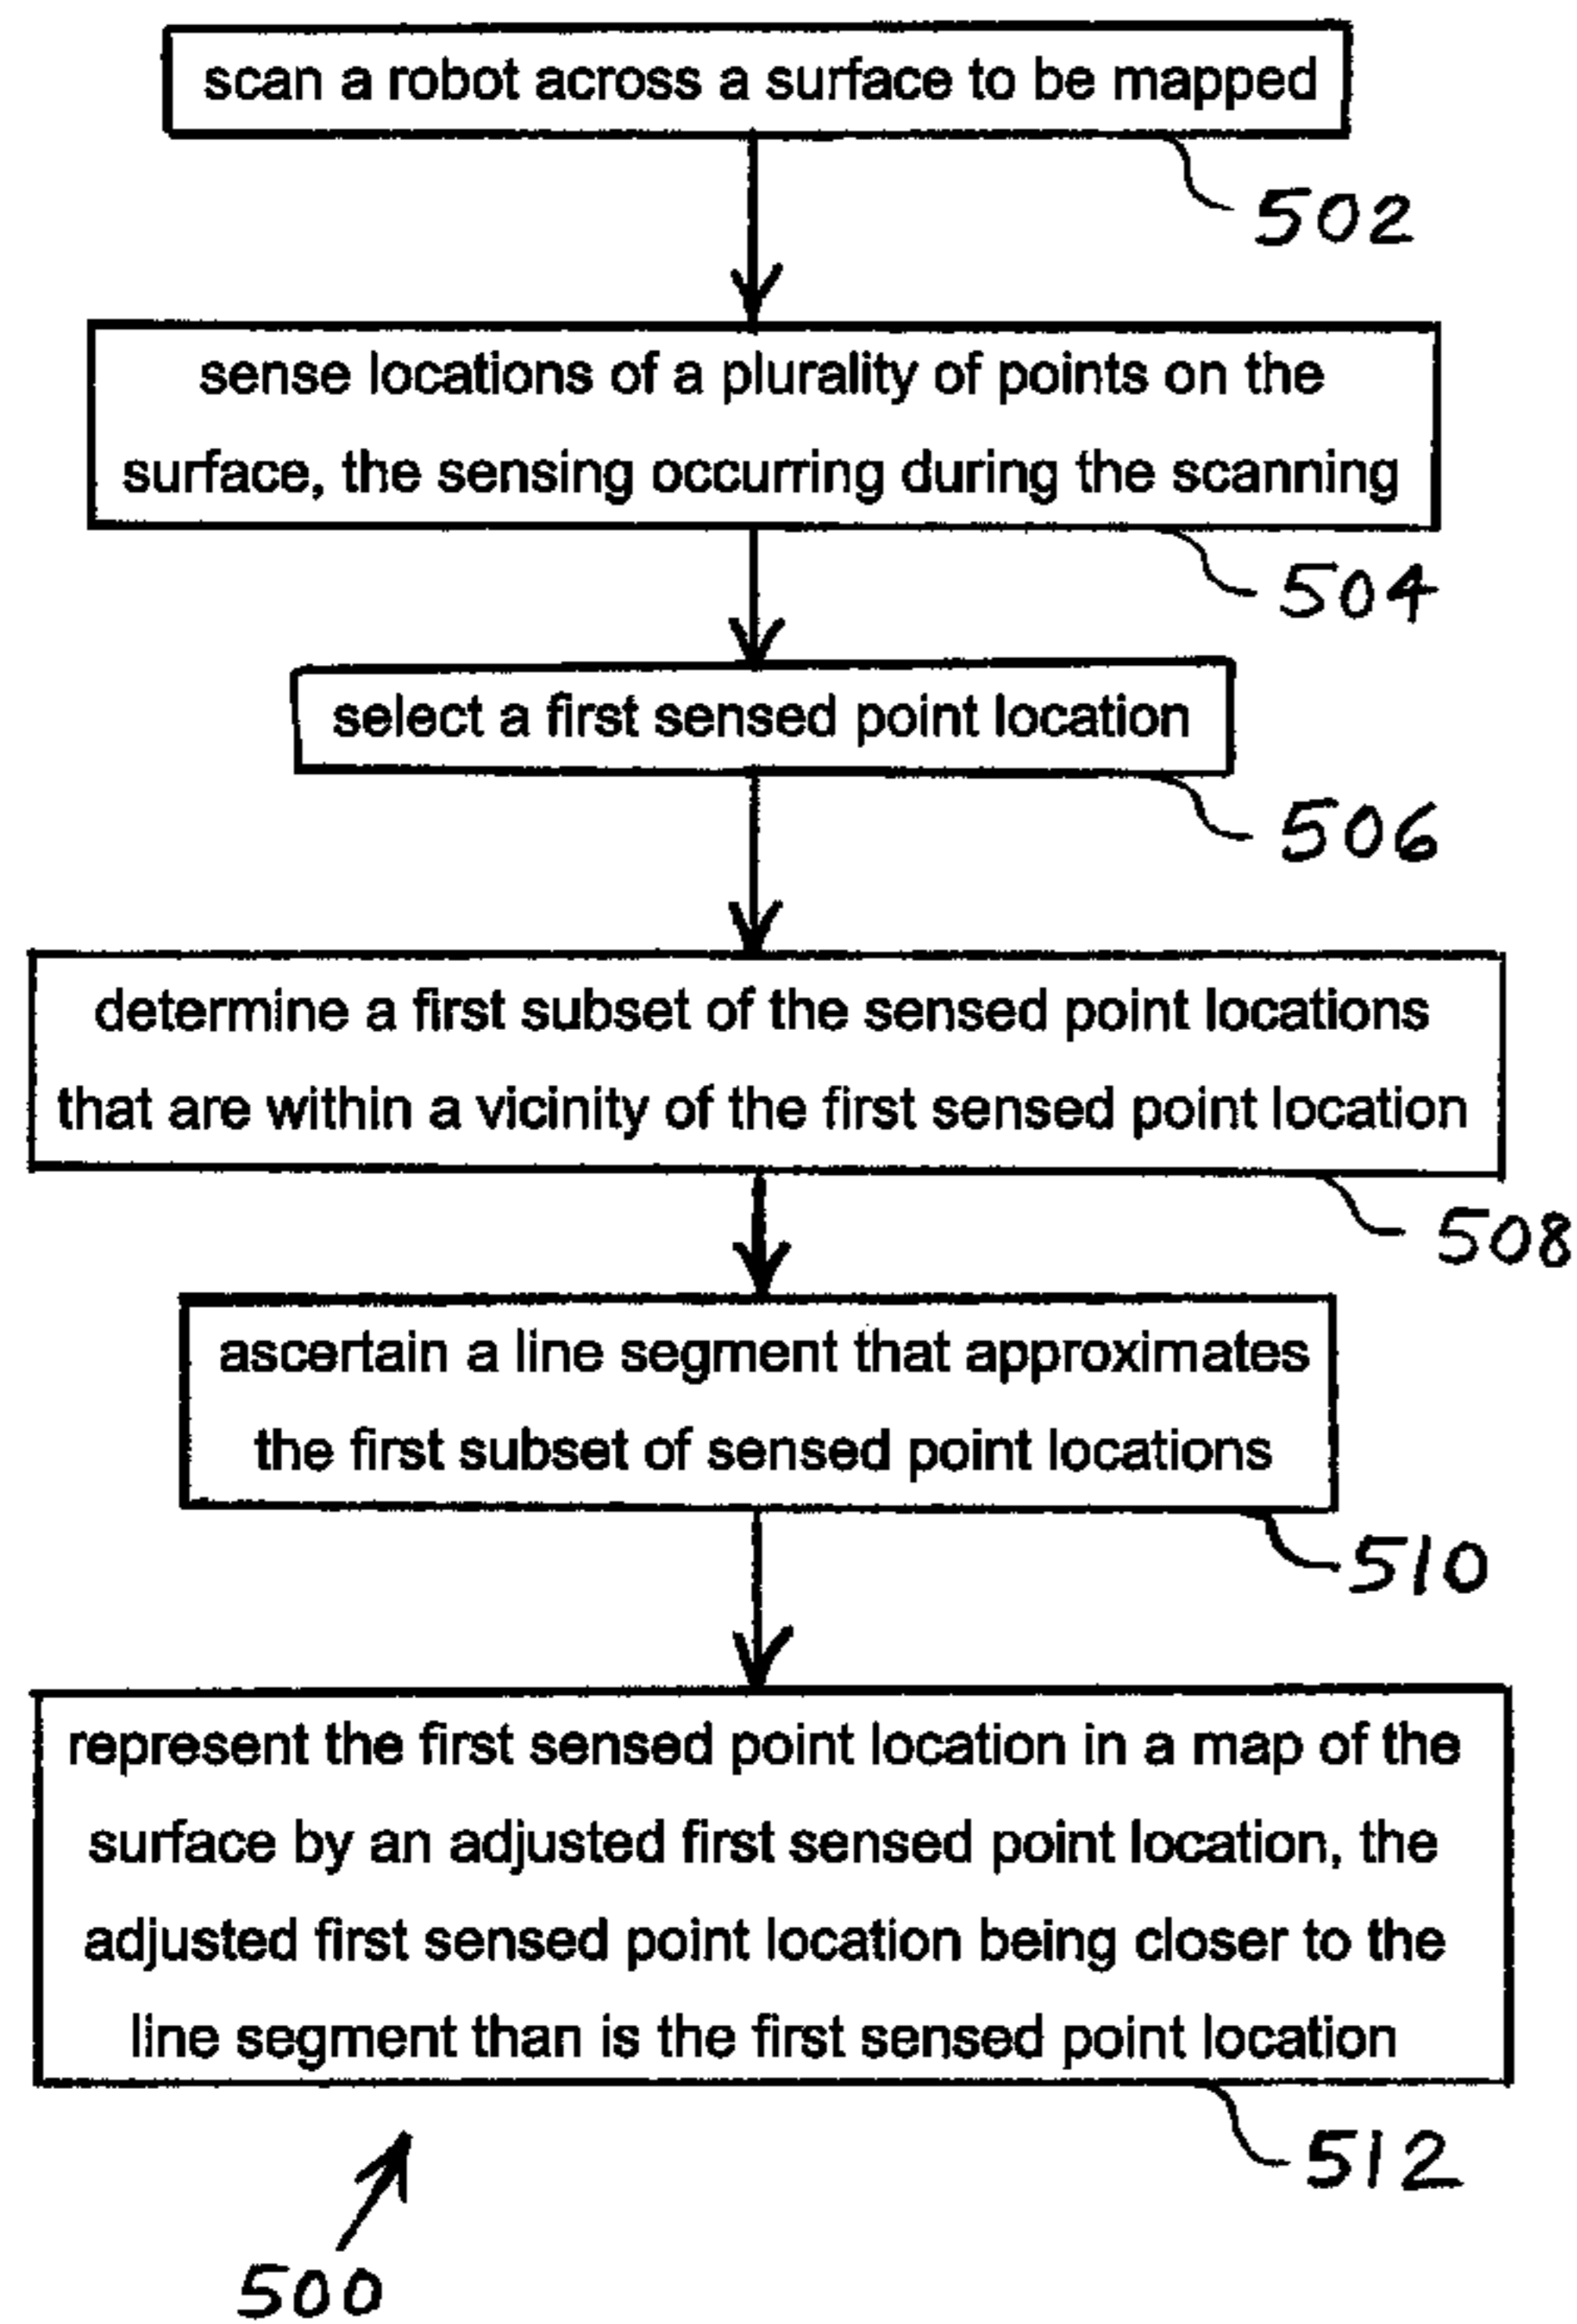 scan a robot across a surface to be mapped
502
sense locations of a plurality of points on the
surface, the sensing occurring during the scanning
504
select a first sensed point location
506
determine a first subset of the sensed point locations
that are within a vicinity of the first sensed point location
508
ascertain a line segment that approximates
the first subset of sensed point locations
510
represent the first sensed point location in a map of the
surface by an adjusted first sensed point location, the
adjusted first sensed point location being closer to the
line segment than is the first sensed point location
512
500